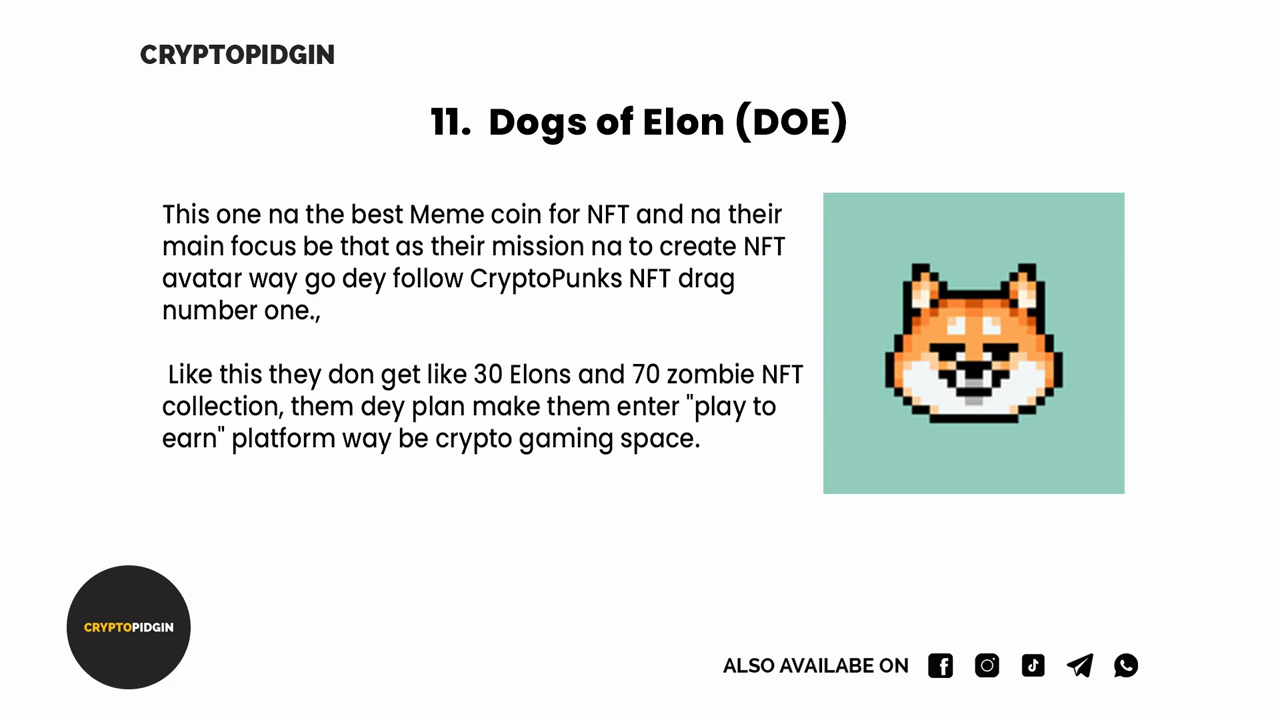 CRYPTOPIDGIN
11. Dogs of Elon (DOE)
This one na the best Meme coin for NFT and na their
main focus be that as their mission na to create NFT
avatar way go dey follow CryptoPunks NFT drag
number one.,
Like this they don get like 30 Elons and 70 zombie NFT
collection, them dey plan make them enter "play to
earn" platform way be crypto gaming space.
CRYPTOPIDGIN
ALSO AVAILABE ON